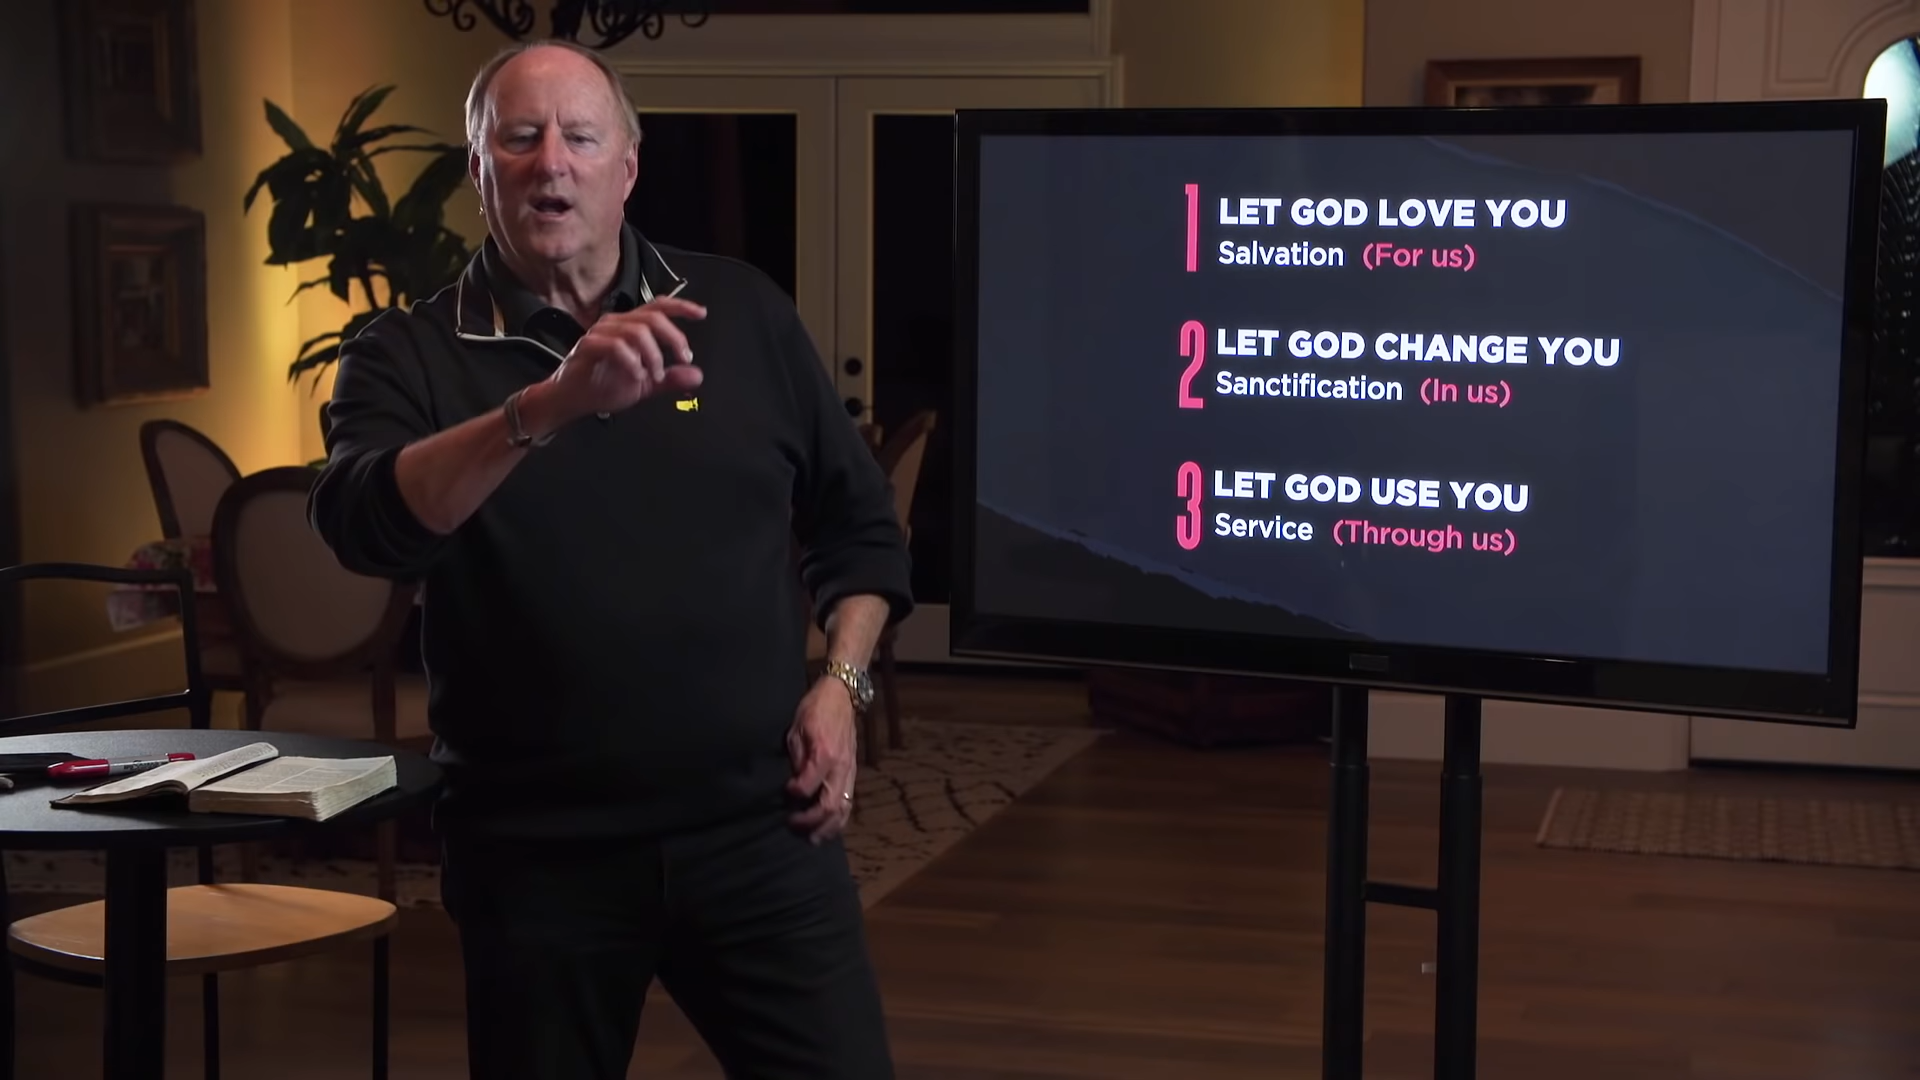 1 LET GOD LOVE YOU
Salvation (For us)
2 LET GOD CHANGE YOU
Sanctification (In us)
3 LET GOD USE YOU
Service (Through us)